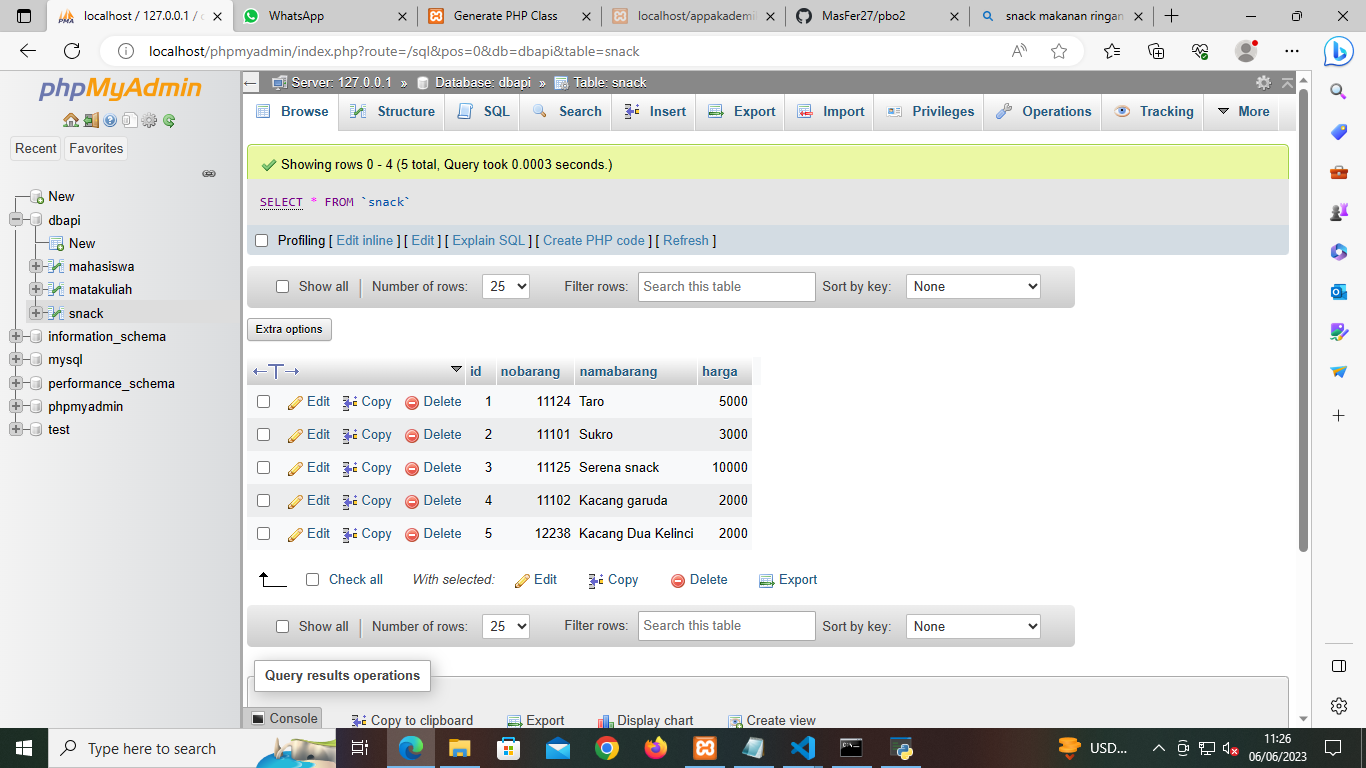 localhost / 127.0.0.1 / d
WhatsApp
Generate PHP Class
localhost/appakademi
MasFer27/pbo2
snack makanan ringan
localhost/phpmyadmin/index.php?route=/sql&pos=0&db=dbapi&table=snack
phpMyAdmin
Recent Favorites
New
dbapi
New
mahasiswa
matakuliah
snack
information_schema
mysql
performance_schema
phpmyadmin
test
Server: 127.0.0.1 » Database: dbapi » Table: snack
Browse Structure SQL Search Insert Export Import Privileges Operations Tracking More
Showing rows 0 - 4 (5 total, Query took 0.0003 seconds.)
SELECT * FROM `snack`
Profiling [ Edit inline ] [ Edit ] [ Explain SQL ] [ Create PHP code ] [ Refresh ]
Show all Number of rows: 25 Filter rows: Search this table Sort by key: None
Extra options
id nobarang namabarang harga
Edit Copy Delete 1 11124 Taro 5000
Edit Copy Delete 2 11101 Sukro 3000
Edit Copy Delete 3 11125 Serena snack 10000
Edit Copy Delete 4 11102 Kacang garuda 2000
Edit Copy Delete 5 12238 Kacang Dua Kelinci 2000
Check all With selected: Edit Copy Delete Export
Show all Number of rows: 25 Filter rows: Search this table Sort by key: None
Query results operations
Console
Copy to clipboard Export Display chart Create view
Type here to search
USD...
11:26
06/06/2023